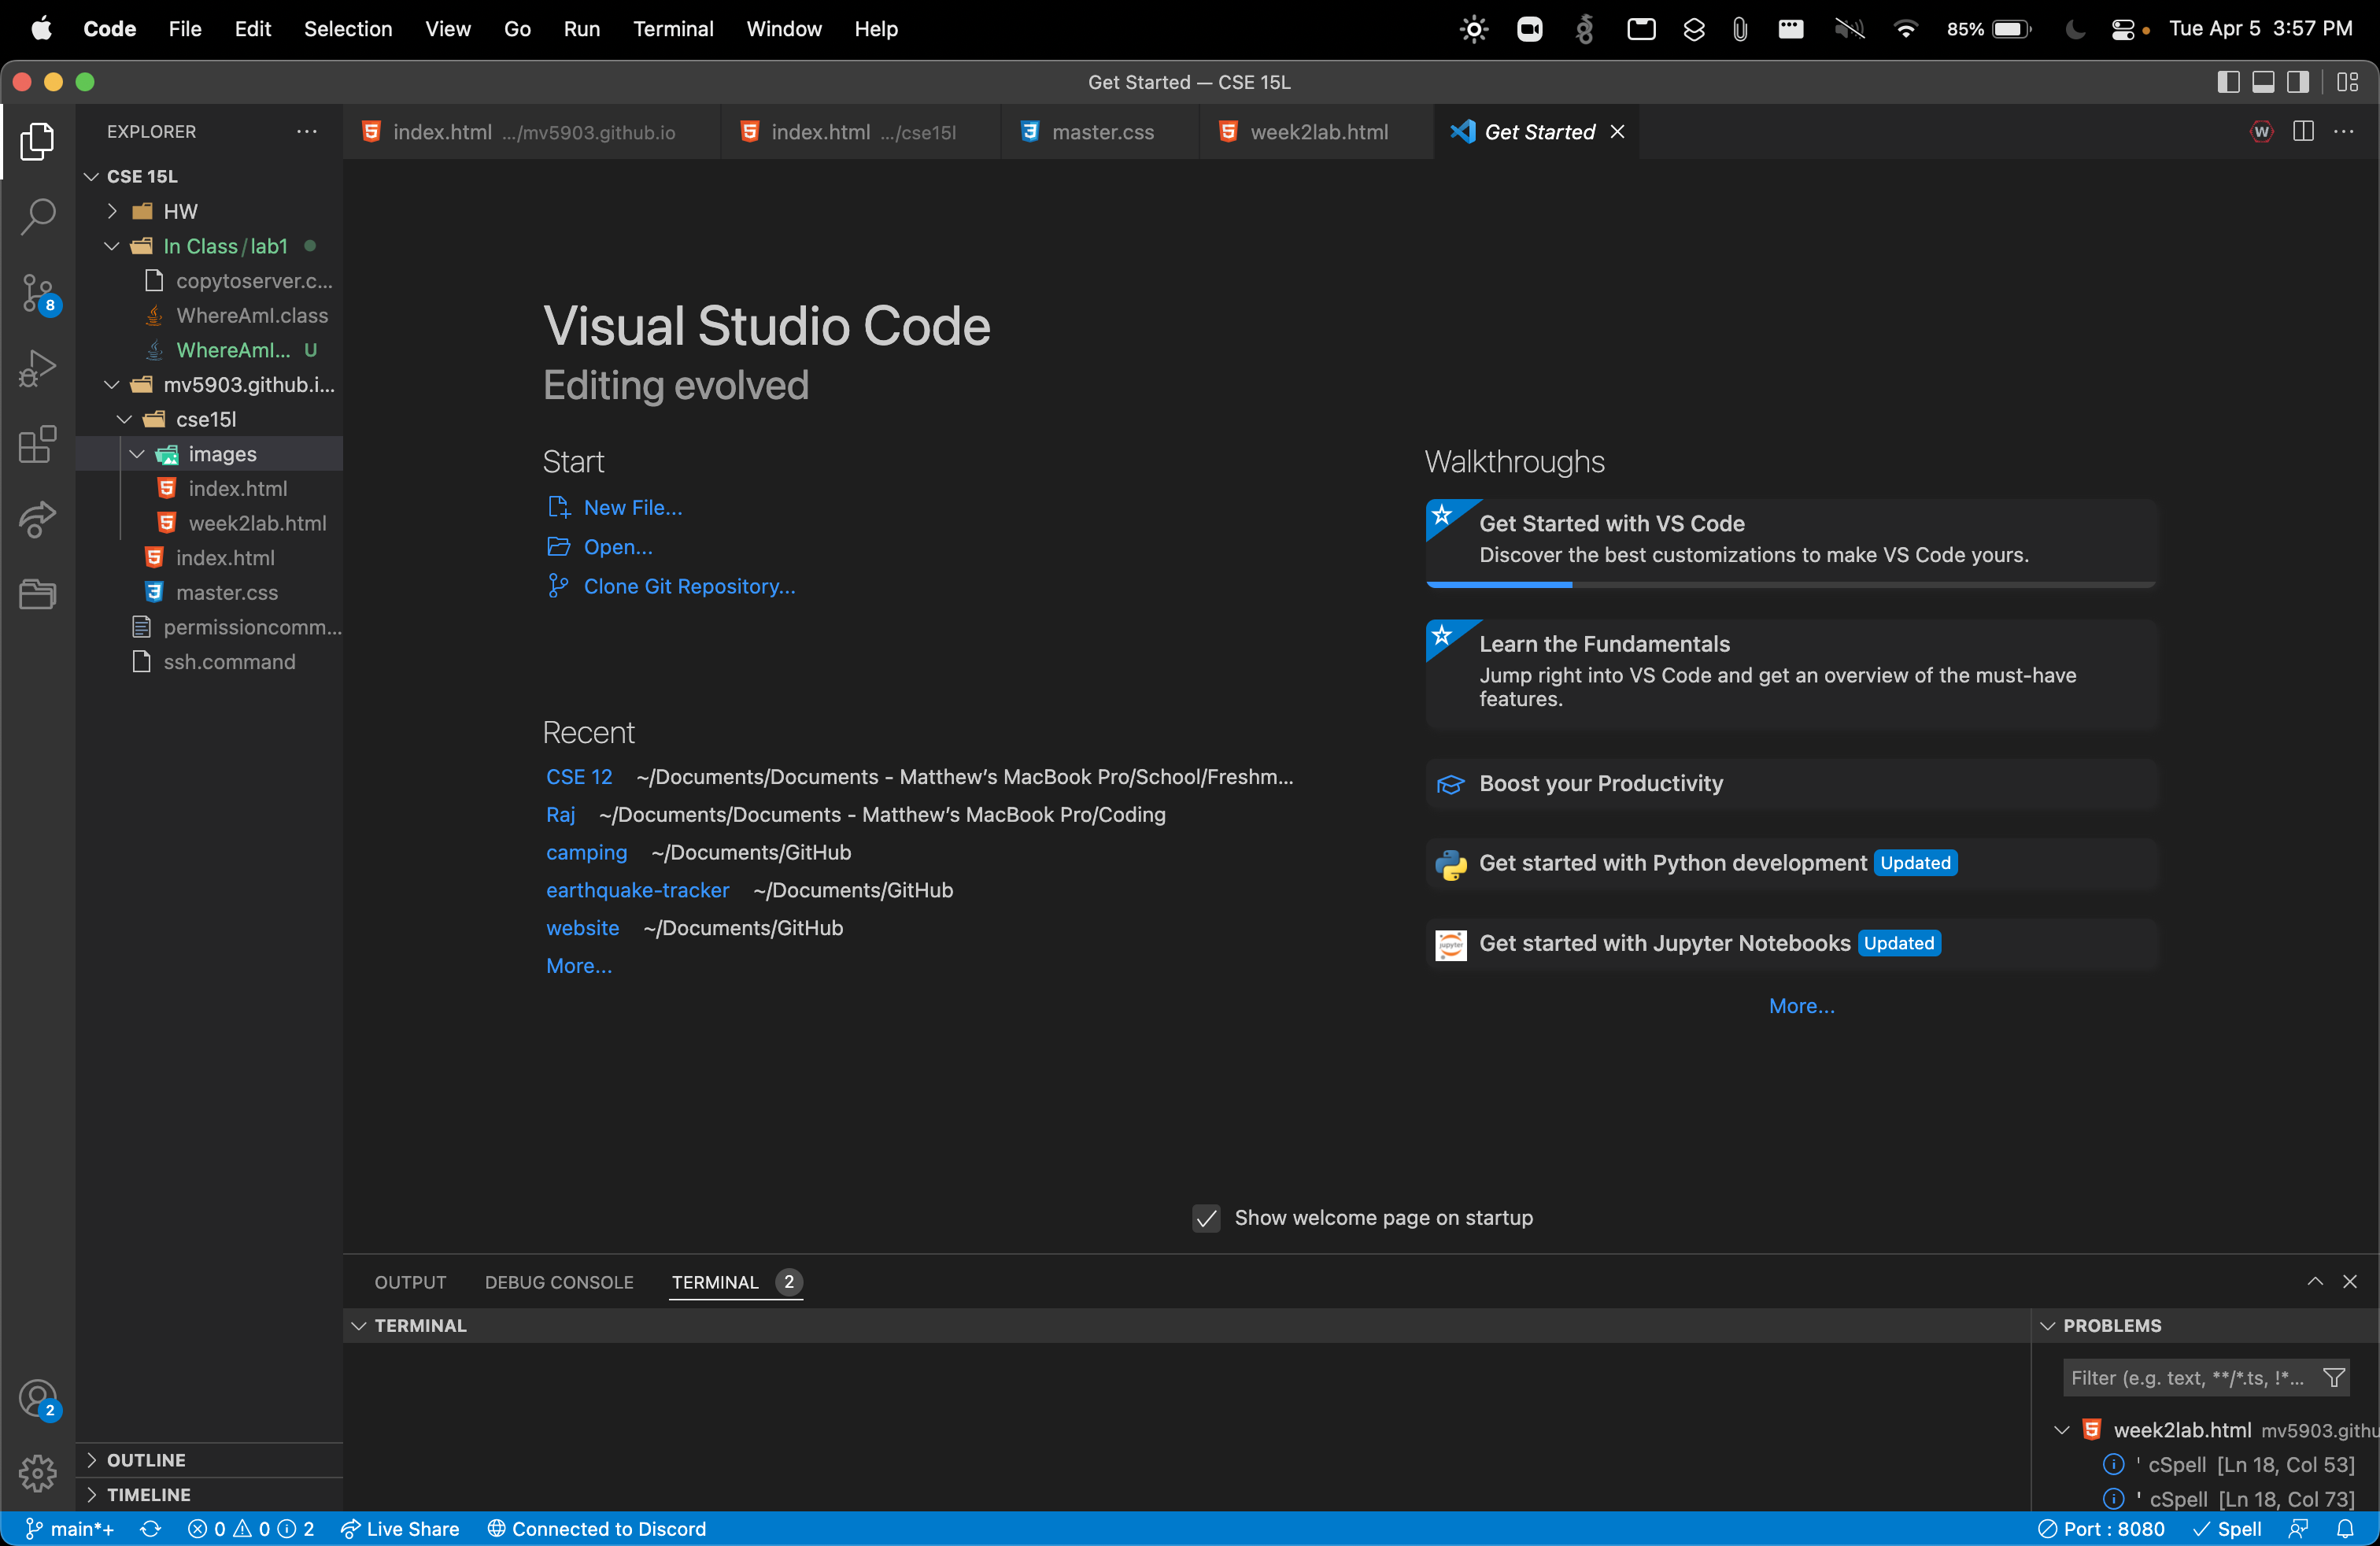 Code File Edit Selection View Go Run Terminal Window Help 85% Tue Apr 5 3:57 PM
Get Started — CSE 15L
EXPLORER
index.html .../mv5903.github.io index.html .../cse15l master.css week2lab.html Get Started
CSE 15L
HW
In Class/lab1
copytoserver.c...
WhereAmI.class
WhereAmI... U
mv5903.github.i...
cse15l
images
index.html
week2lab.html
index.html
master.css
permissioncomm...
ssh.command
8
2
OUTLINE
TIMELINE
Visual Studio Code
Editing evolved
Start
New File...
Open...
Clone Git Repository...
Recent
CSE 12 ~/Documents/Documents - Matthew’s MacBook Pro/School/Freshm...
Raj ~/Documents/Documents - Matthew’s MacBook Pro/Coding
camping ~/Documents/GitHub
earthquake-tracker ~/Documents/GitHub
website ~/Documents/GitHub
More...
Walkthroughs
Get Started with VS Code
Discover the best customizations to make VS Code yours.
Learn the Fundamentals
Jump right into VS Code and get an overview of the must-have
features.
Boost your Productivity
Get started with Python development Updated
Get started with Jupyter Notebooks Updated
More...
Show welcome page on startup
OUTPUT DEBUG CONSOLE TERMINAL 2
TERMINAL
PROBLEMS
Filter (e.g. text, **/*.ts, !*...
week2lab.html mv5903.githu
' cSpell [Ln 18, Col 53]
' cSpell [Ln 18, Col 73]
main*+ 0 0 2 Live Share Connected to Discord Port : 8080 Spell